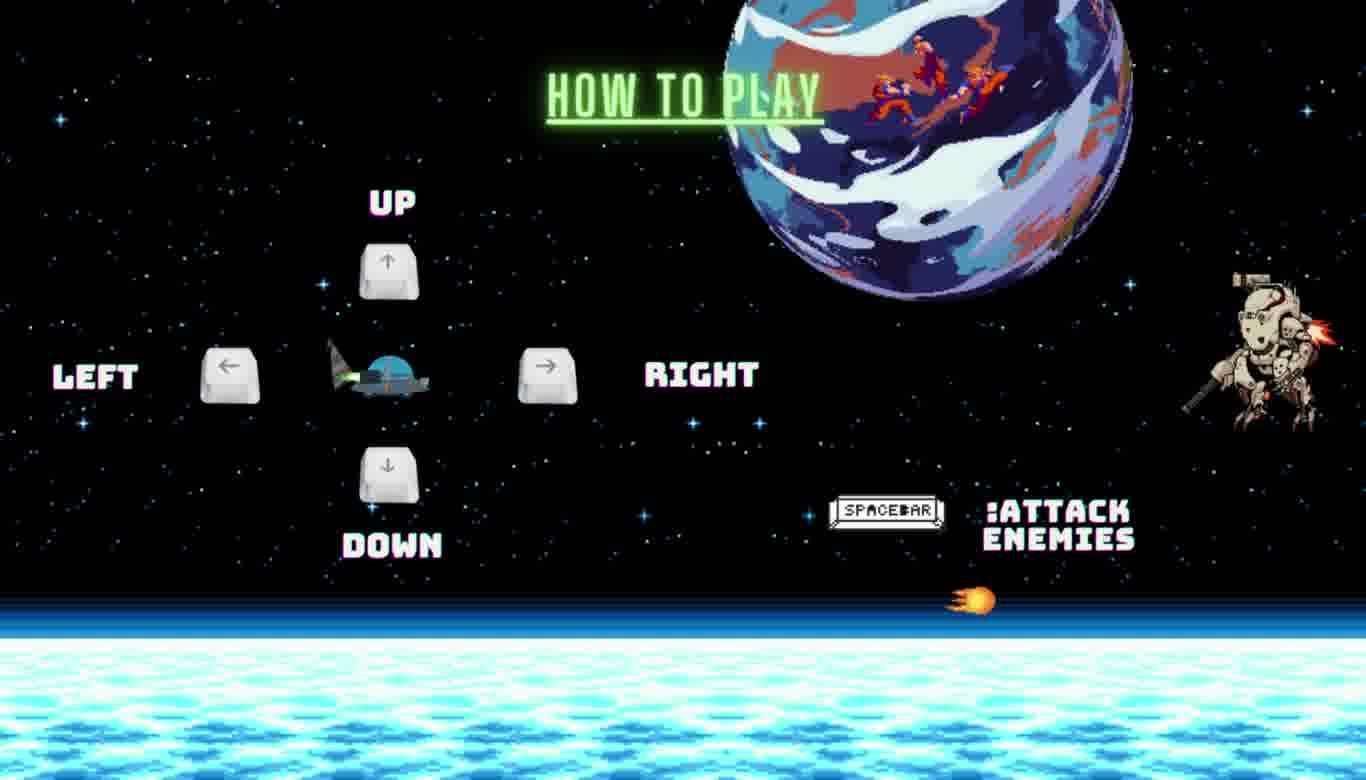 HOW TO PLAY
UP
↑
LEFT
←
→
RIGHT
↓
DOWN
SPACEBAR
:ATTACK
ENEMIES